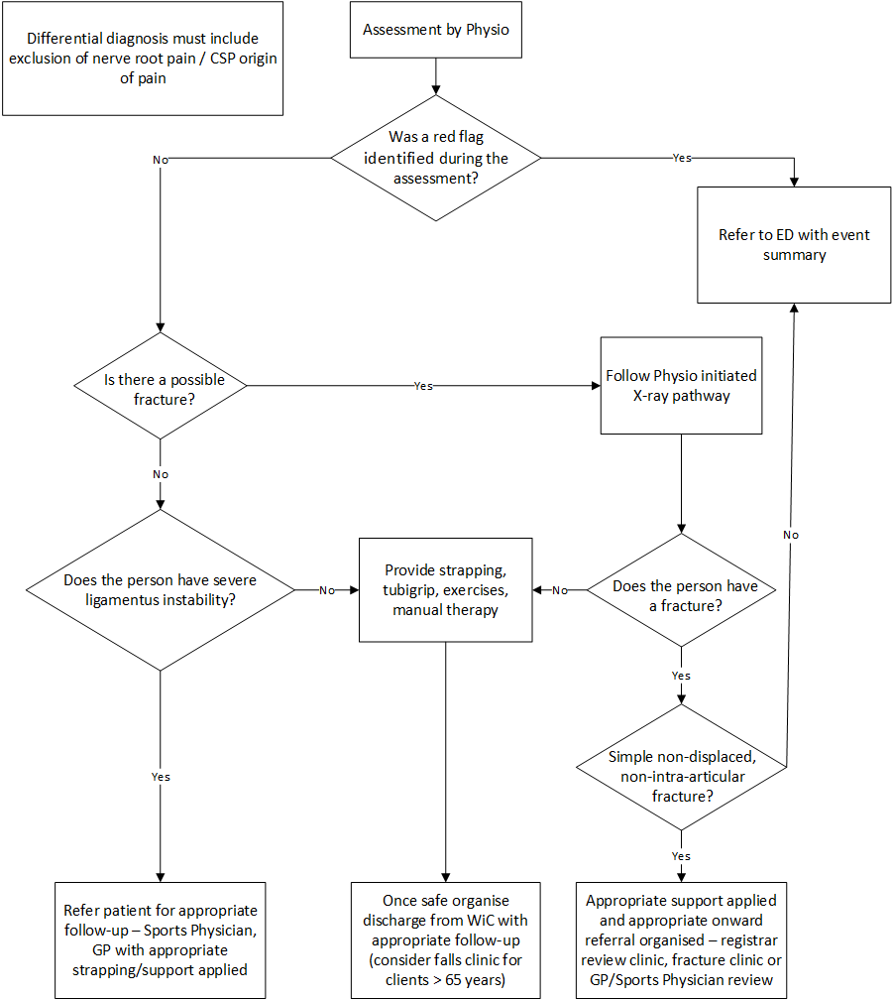 Differential diagnosis must include
exclusion of nerve root pain / CSP origin
of pain
Assessment by Physio
Was a red flag
identified during the
assessment?
No
Yes
Refer to ED with event
summary
Is there a possible
fracture?
Yes
Follow Physio initiated
X-ray pathway
No
No
Does the person have severe
ligamentus instability?
No
Provide strapping,
tubigrip, exercises,
manual therapy
No
Does the person have
a fracture?
Yes
Simple non-displaced,
non-intra-articular
fracture?
Yes
Yes
Refer patient for appropriate
follow-up – Sports Physician,
GP with appropriate
strapping/support applied
Once safe organise
discharge from WiC with
appropriate follow-up
(consider falls clinic for
clients > 65 years)
Appropriate support applied
and appropriate onward
referral organised – registrar
review clinic, fracture clinic or
GP/Sports Physician review